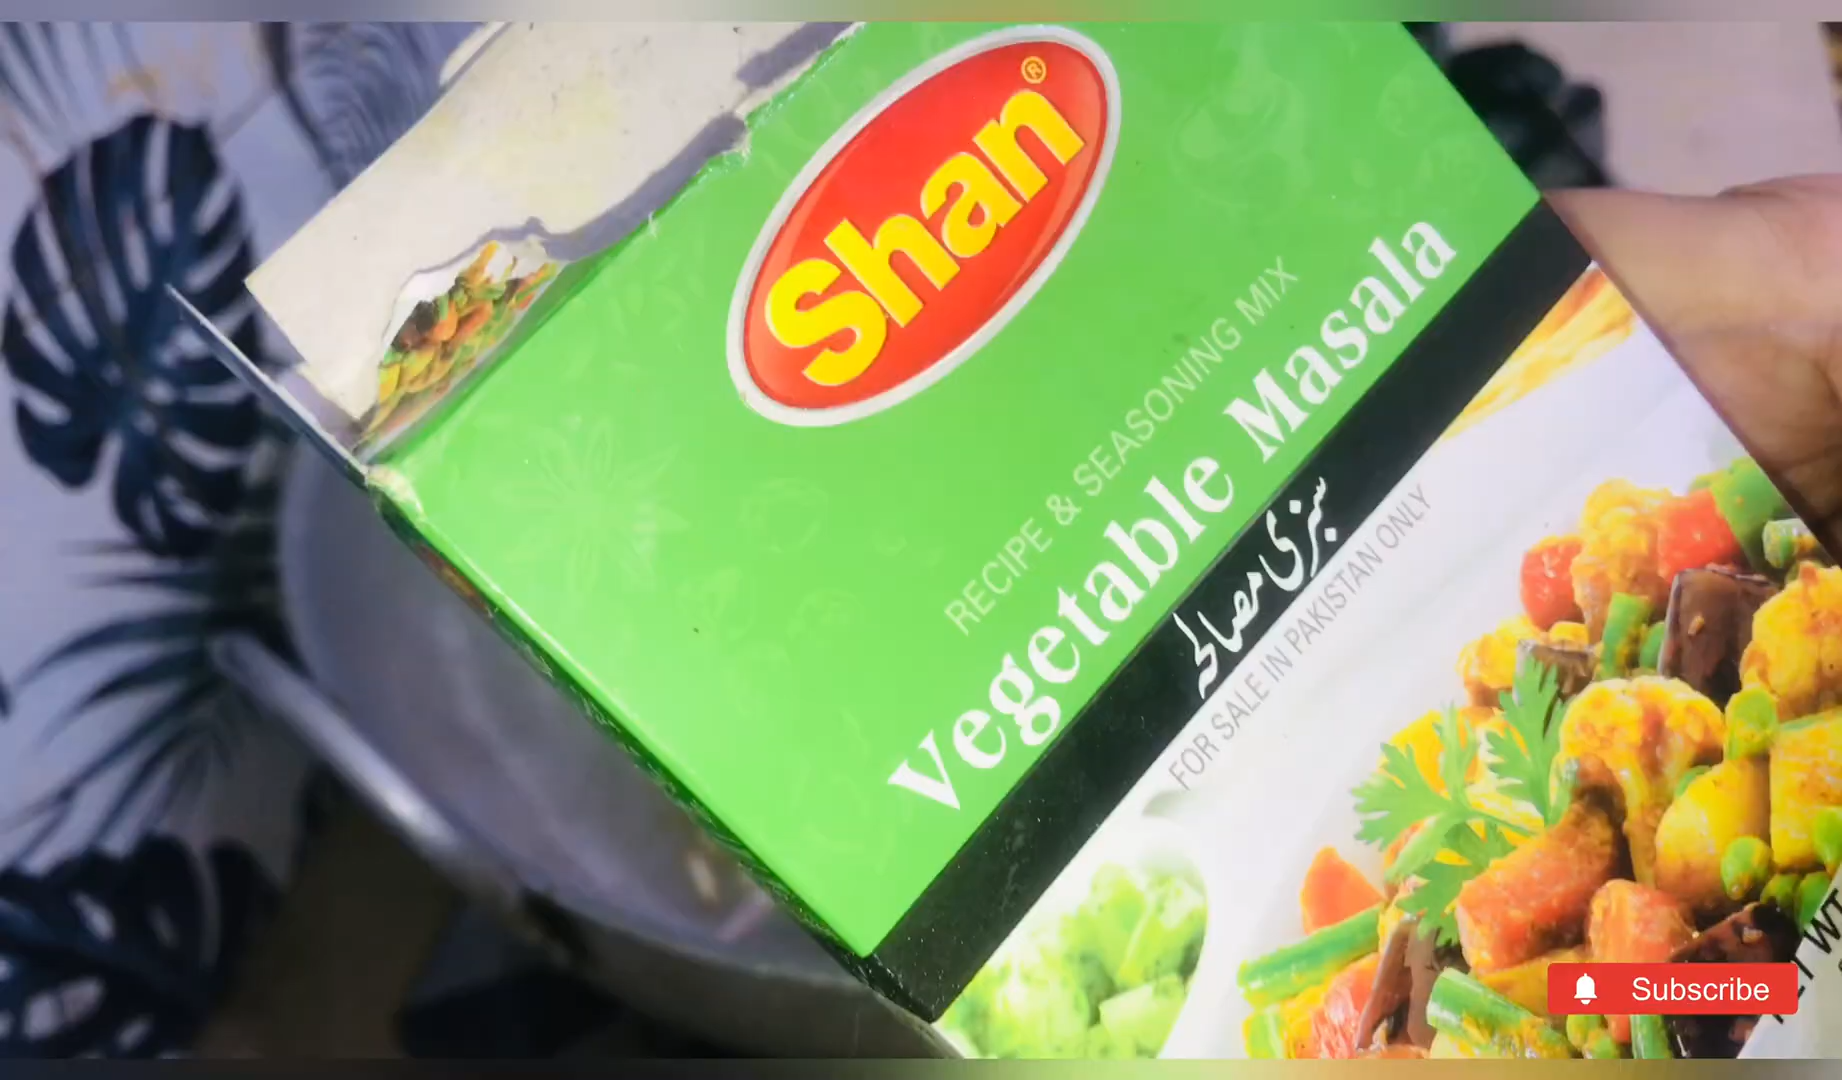 Shan®
RECIPE & SEASONING MIX
Vegetable Masala
سبزی مصالحہ
FOR SALE IN PAKISTAN ONLY
Subscribe